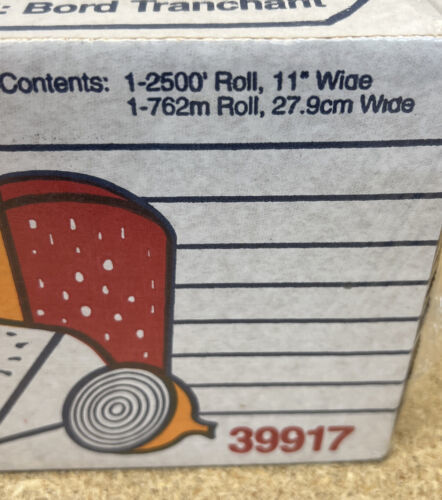 : Bord Tranchant
Contents: 1-2500' Roll, 11" Wide
1-762m Roll, 27.9cm Wide
39917